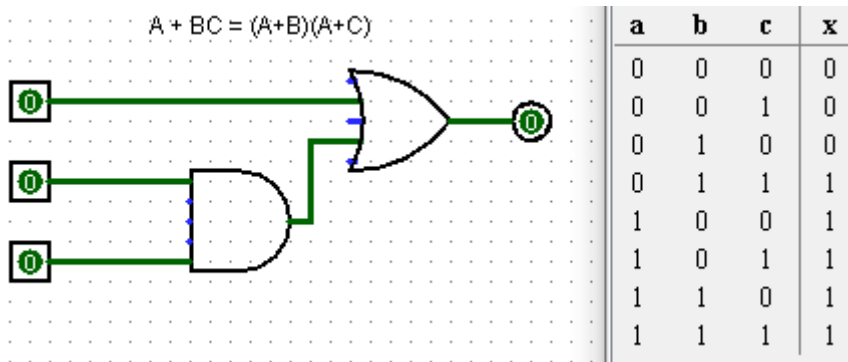 A + BC = (A+B)(A+C)
0
0
0
0
a b c x
0 0 0 0
0 0 1 0
0 1 0 0
0 1 1 1
1 0 0 1
1 0 1 1
1 1 0 1
1 1 1 1